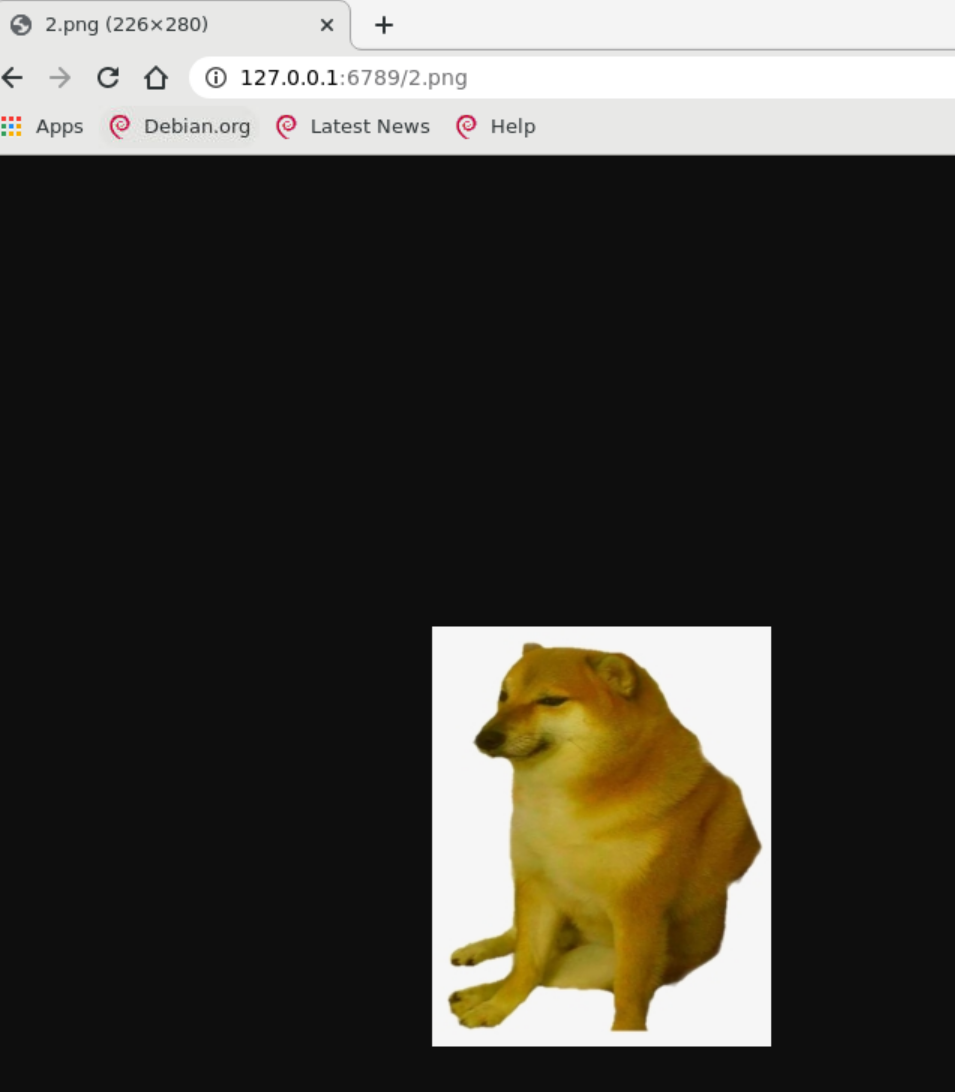 2.png (226×280)
127.0.0.1:6789/2.png
Apps Debian.org Latest News Help